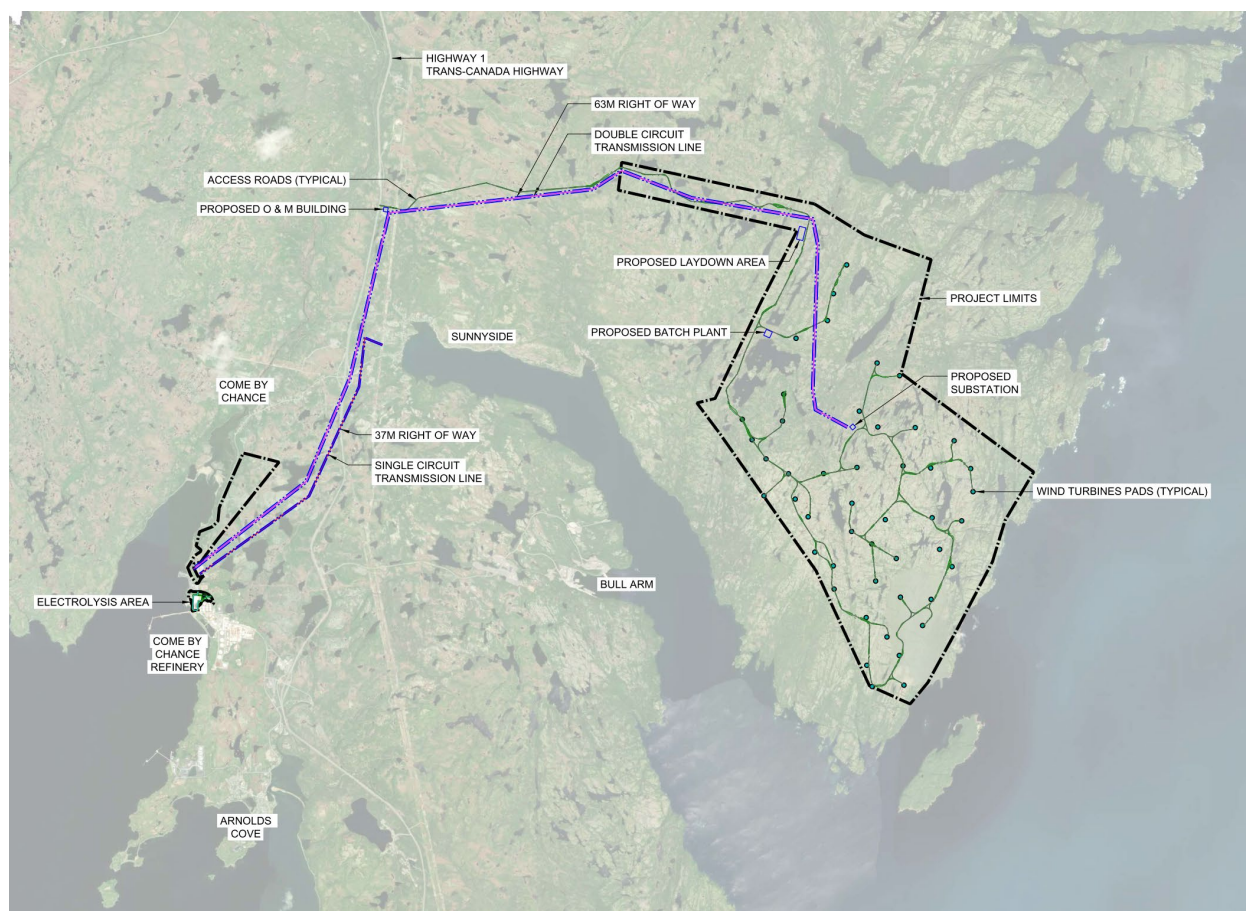 HIGHWAY 1
TRANS-CANADA HIGHWAY
63M RIGHT OF WAY
DOUBLE CIRCUIT
TRANSMISSION LINE
ACCESS ROADS (TYPICAL)
PROPOSED O & M BUILDING
PROPOSED LAYDOWN AREA
PROJECT LIMITS
PROPOSED BATCH PLANT
SUNNYSIDE
COME BY
CHANCE
PROPOSED
SUBSTATION
37M RIGHT OF WAY
SINGLE CIRCUIT
TRANSMISSION LINE
WIND TURBINES PADS (TYPICAL)
BULL ARM
ELECTROLYSIS AREA
COME BY
CHANCE
REFINERY
ARNOLDS
COVE